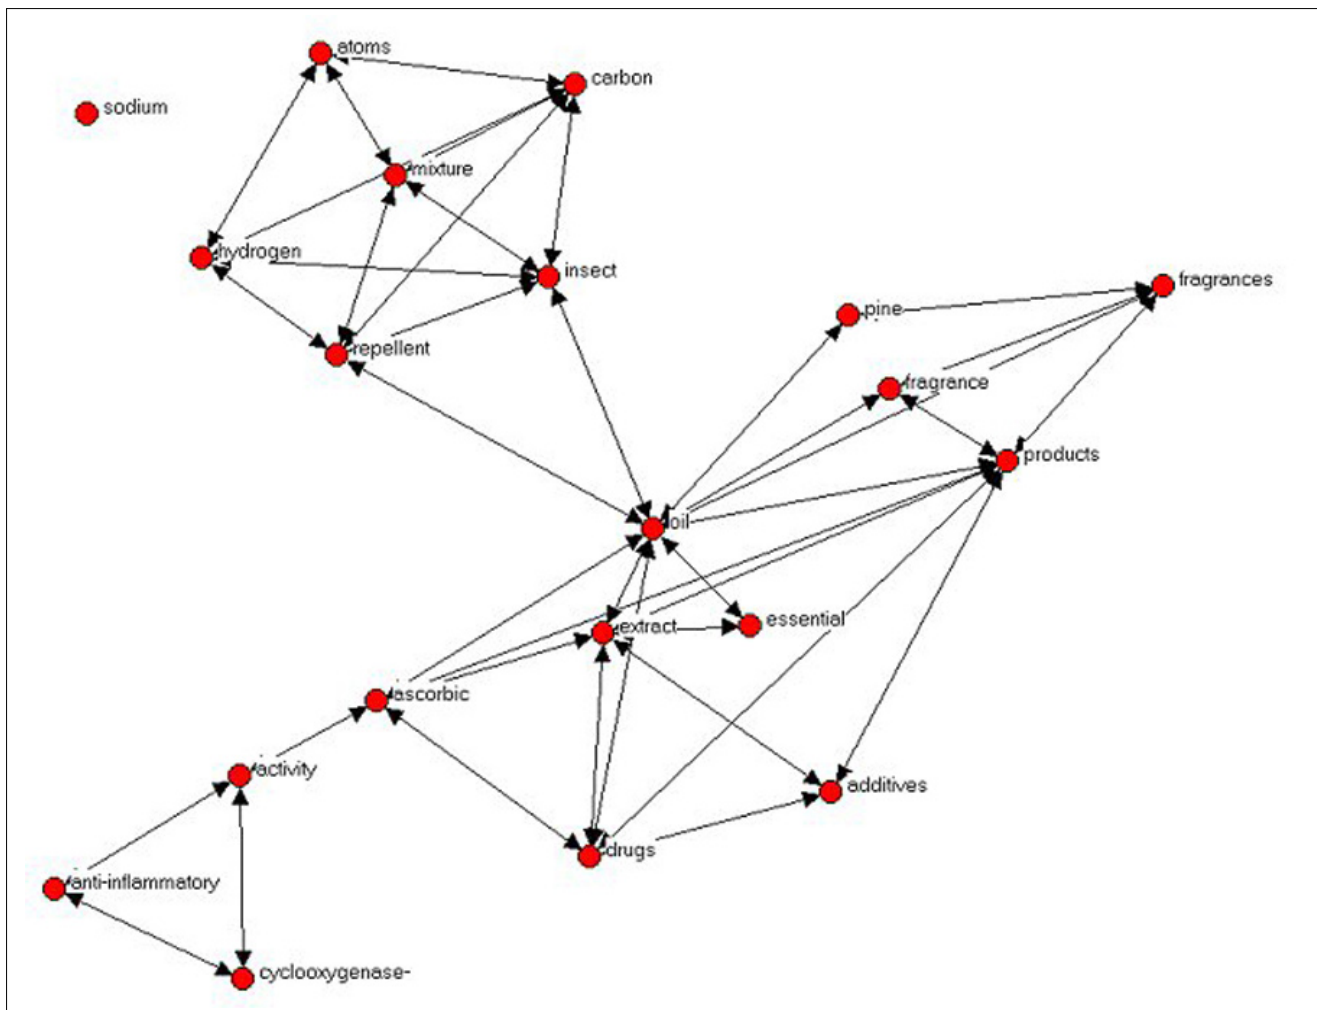 atoms
carbon
sodium
mixture
hydrogen
insect
fragrances
pine
repellent
fragrance
products
oil
essential
extract
ascorbic
activity
additives
drugs
anti-inflammatory
cyclooxygenase-